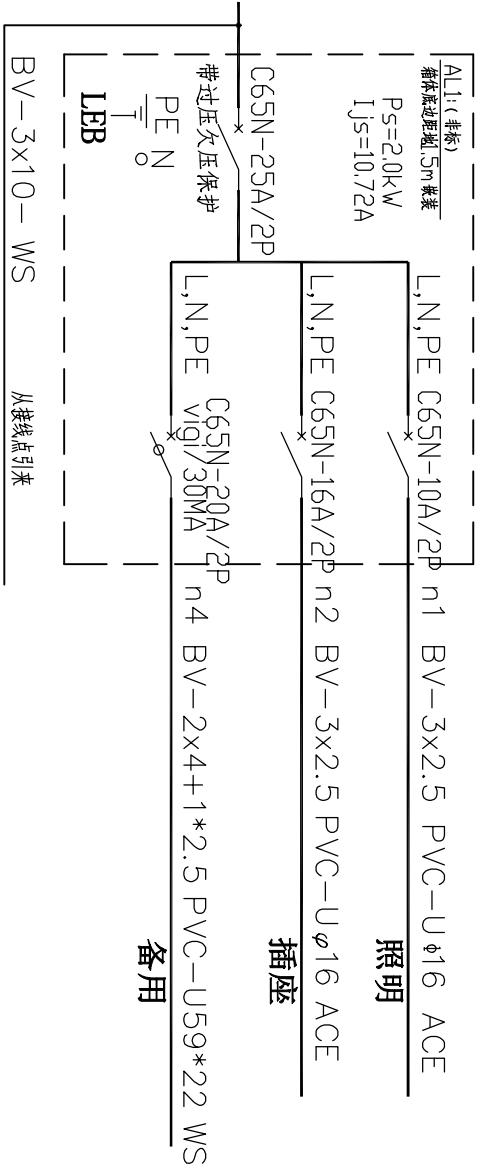 AL1:(非标)
箱体底边距地1.5m嵌装
Ps=2.0kW
Ijs=10.72A
L,N,PE C65N-10A/2P n1 BV-3x2.5 PVC-Uφ16 ACE
照明
L,N,PE C65N-16A/2P n2 BV-3x2.5 PVC-Uφ16 ACE
插座
C65N-25A/2P
带过压欠压保护
C65N-20A/2P
L,N,PE vigi/30MA n4 BV-2x4+1*2.5 PVC-U59*22 WS
备用
PE N
LEB
BV-3x10- WS 从接线点引来